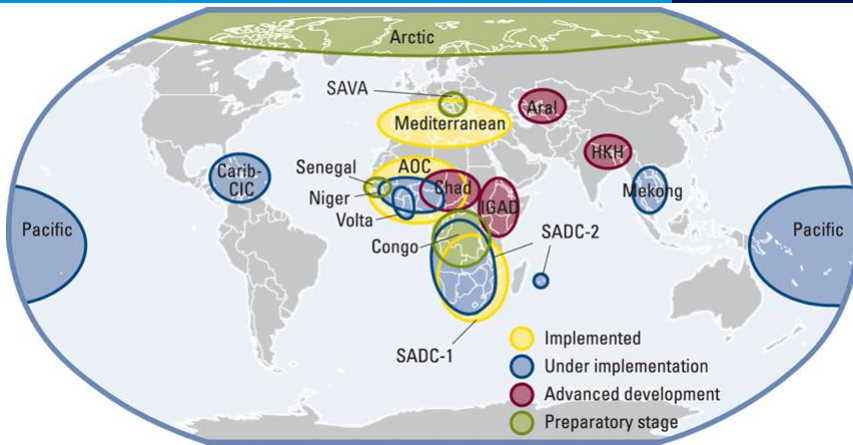 Arctic
SAVA
Aral
Mediterranean
HKH
Senegal
AOC
Carib-
CIC
Chad
Mekong
Niger
IGAD
Volta
Pacific
Congo
SADC-2
Pacific
SADC-1
Implemented
Under implementation
Advanced development
Preparatory stage